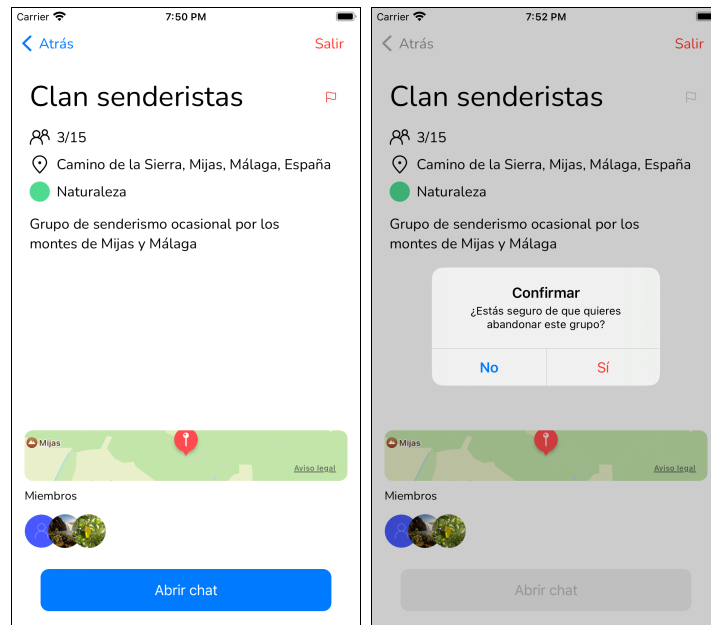 Carrier 7:50 PM
Atrás Salir
Clan senderistas
3/15
Camino de la Sierra, Mijas, Málaga, España
Naturaleza
Grupo de senderismo ocasional por los
montes de Mijas y Málaga
Mijas
Aviso legal
Miembros
Abrir chat
Carrier 7:52 PM
Atrás Salir
Clan senderistas
3/15
Camino de la Sierra, Mijas, Málaga, España
Naturaleza
Grupo de senderismo ocasional por los
montes de Mijas y Málaga
Confirmar
¿Estás seguro de que quieres
abandonar este grupo?
No Sí
Mijas
Aviso legal
Miembros
Abrir chat